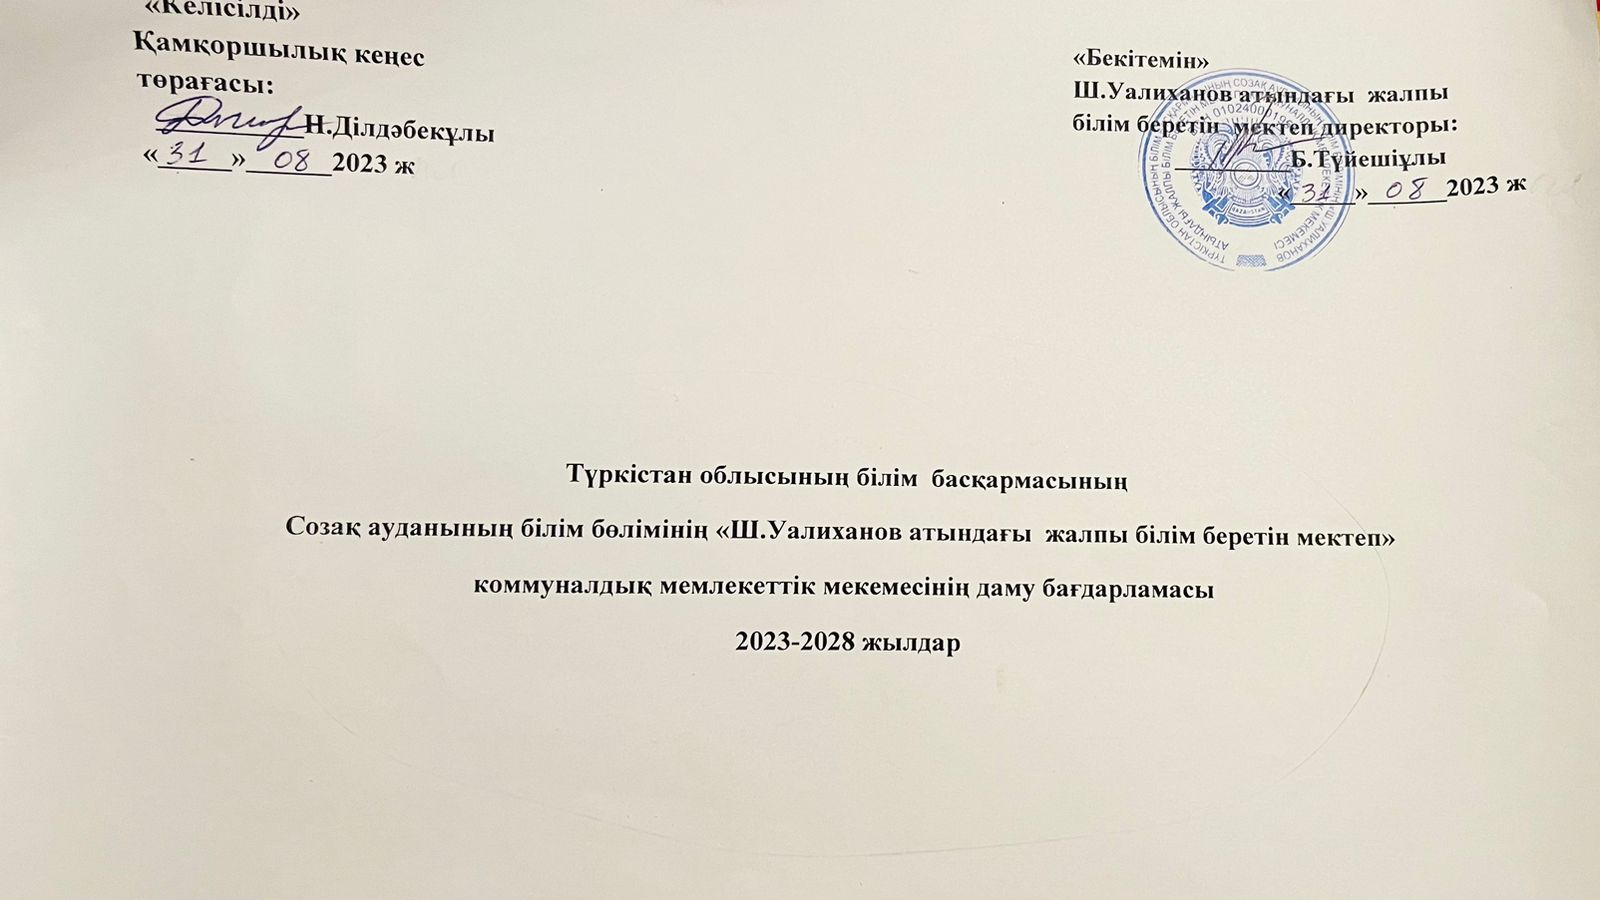 «Келісілді»
Қамқоршылық кеңес
төрағасы:
Н.Ділдәбекұлы
«31» 08 2023 ж
«Бекітемін»
Ш.Уалиханов атындағы жалпы
білім беретін мектеп директоры:
Б.Түйешіұлы
«31» 08 2023 ж
Түркістан облысының білім басқармасының
Созақ ауданының білім бөлімінің «Ш.Уалиханов атындағы жалпы білім беретін мектеп»
коммуналдық мемлекеттік мекемесінің даму бағдарламасы
2023-2028 жылдар